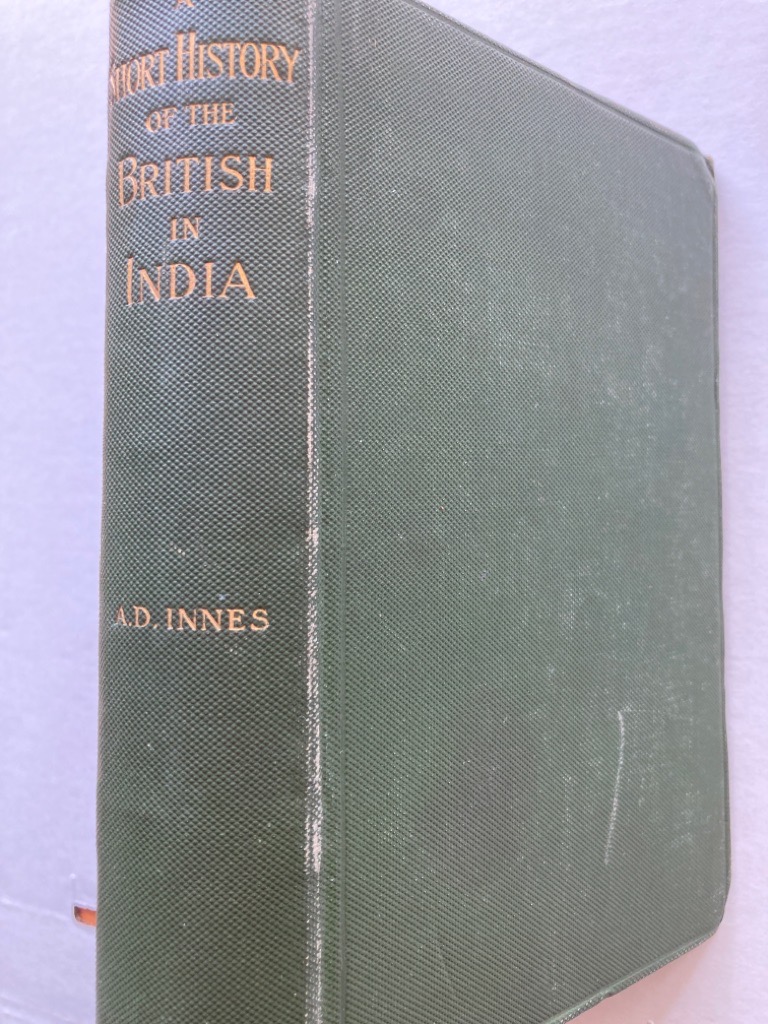 A
SHORT HISTORY
OF THE
BRITISH
IN
INDIA
A.D. INNES